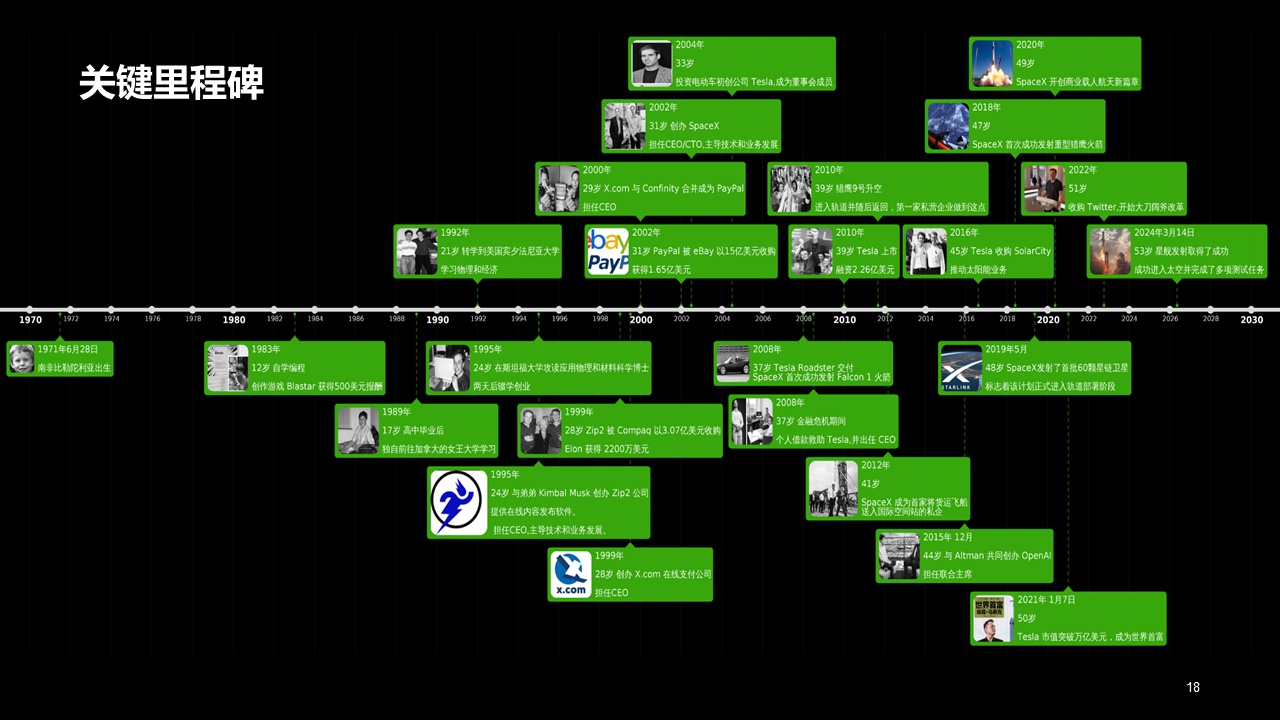 关键里程碑
2004年
33岁
投资电动车初创公司 Tesla,成为董事会成员
2020年
49岁
SpaceX 开创商业载人航天新篇章
2002年
31岁 创办 SpaceX
担任CEO/CTO,主导技术和业务发展
2018年
47岁
SpaceX 首次成功发射重型猎鹰火箭
2000年
29岁 X.com 与 Confinity 合并成为 PayPal
担任CEO
2010年
39岁 猎鹰9号升空
进入轨道并随后返回，第一家私营企业做到这点
2022年
51岁
收购 Twitter,开始大刀阔斧改革
1992年
21岁 转学到美国宾夕法尼亚大学
学习物理和经济
ebay
PayP
2002年
31岁 PayPal 被 eBay 以15亿美元收购
获得1.65亿美元
2010年
39岁 Tesla 上市
融资2.26亿美元
2016年
45岁 Tesla 收购 SolarCity
推动太阳能业务
2024年3月14日
53岁 星舰发射取得了成功
成功进入太空并完成了多项测试任务
1970 1972 1974 1976 1978 1980 1982 1984 1986 1988 1990 1992 1994 1996 1998 2000 2002 2004 2006 2008 2010 2012 2014 2016 2018 2020 2022 2024 2026 2028 2030
1971年6月28日
南非比勒陀利亚出生
1983年
12岁 自学编程
创作游戏 Blastar 获得500美元报酬
1995年
24岁 在斯坦福大学攻读应用物理和材料科学博士
两天后辍学创业
2008年
37岁 Tesla Roadster 交付
SpaceX 首次成功发射 Falcon 1 火箭
STARLINK
2019年5月
48岁 SpaceX发射了首批60颗星链卫星
标志着该计划正式进入轨道部署阶段
1989年
17岁 高中毕业后
独自前往加拿大的女王大学学习
1999年
28岁 Zip2 被 Compaq 以3.07亿美元收购
Elon 获得 2200万美元
2008年
37岁 金融危机期间
个人借款救助 Tesla,并出任 CEO
1995年
24岁 与弟弟 Kimbal Musk 创办 Zip2 公司
提供在线内容发布软件。
担任CEO,主导技术和业务发展。
2012年
41岁
SpaceX 成为首家将货运飞船
送入国际空间站的私企
x.com
1999年
28岁 创办 X.com 在线支付公司
担任CEO
2015年 12月
44岁 与 Altman 共同创办 OpenAI
担任联合主席
世界首富
2021年 1月7日
50岁
Tesla 市值突破万亿美元，成为世界首富
18